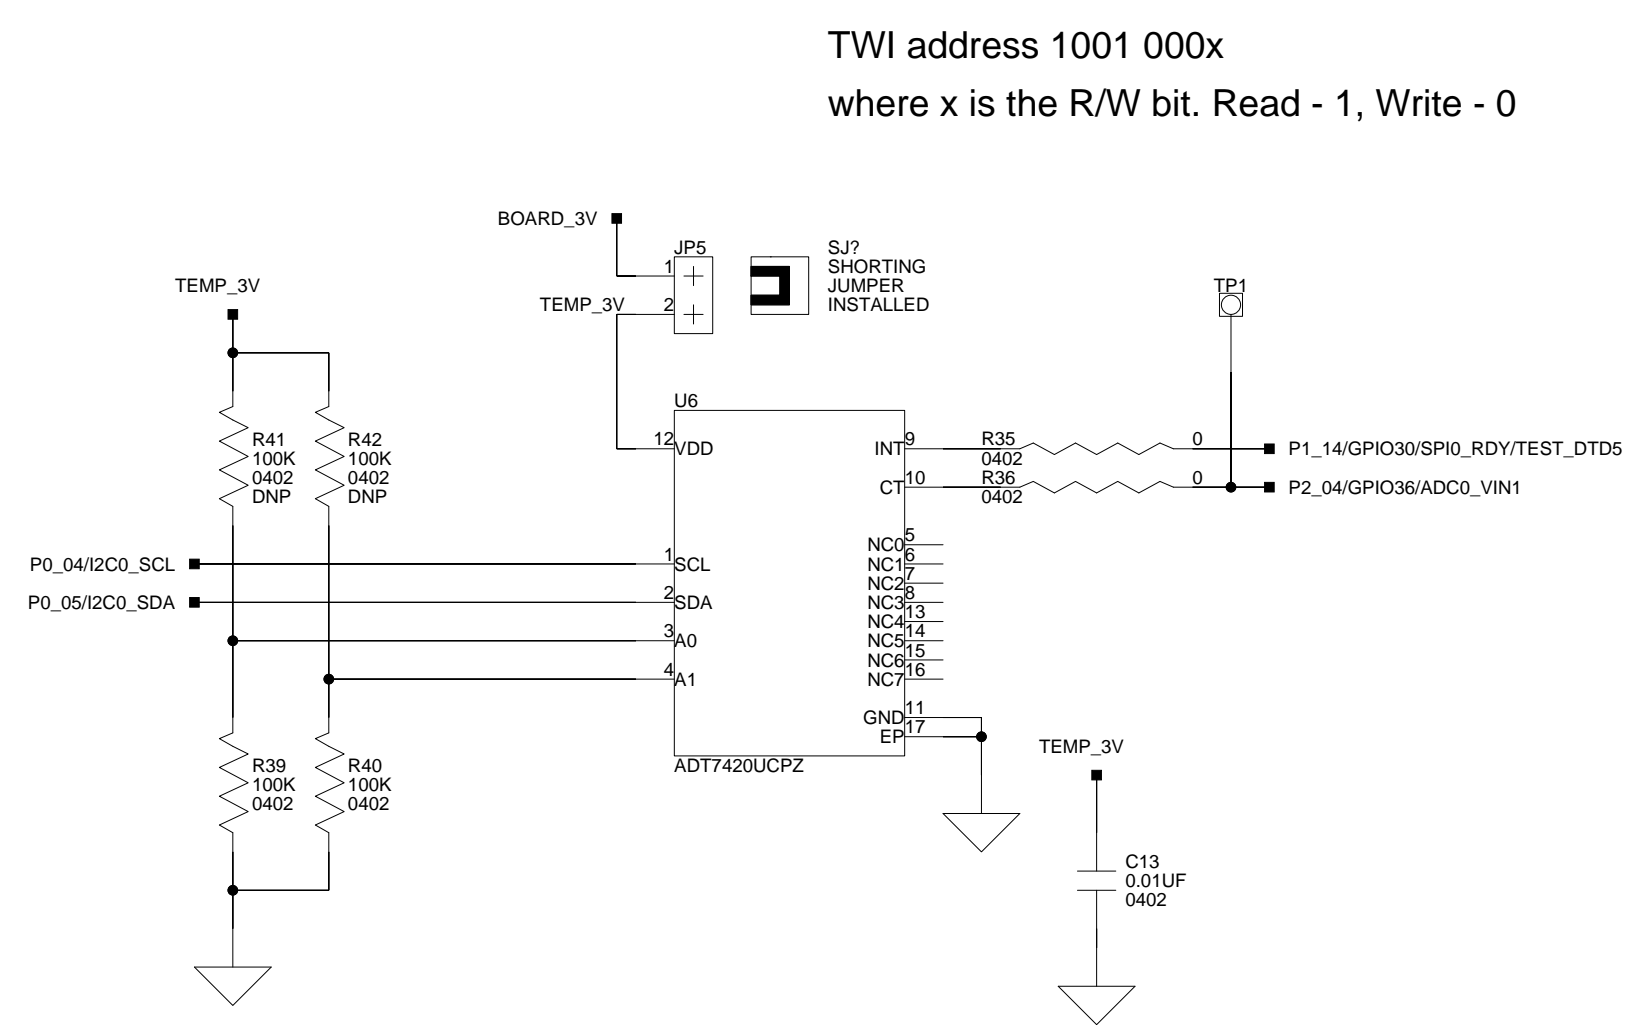 TWI address 1001 000x
where x is the R/W bit. Read - 1, Write - 0
BOARD_3V
JP5
1
2
TEMP_3V
SJ?
SHORTING
JUMPER
INSTALLED
TEMP_3V
TP1
R41
100K
0402
DNP
R42
100K
0402
DNP
U6
12
VDD
INT
9
R35
0402
0
P1_14/GPIO30/SPI0_RDY/TEST_DTD5
CT
10
R36
0402
0
P2_04/GPIO36/ADC0_VIN1
P0_04/I2C0_SCL
1
SCL
P0_05/I2C0_SDA
2
SDA
3
A0
4
A1
NC0
5
NC1
6
NC2
7
NC3
8
NC4
13
NC5
14
NC6
15
NC7
16
GND
11
EP
17
ADT7420UCPZ
R39
100K
0402
R40
100K
0402
TEMP_3V
C13
0.01UF
0402